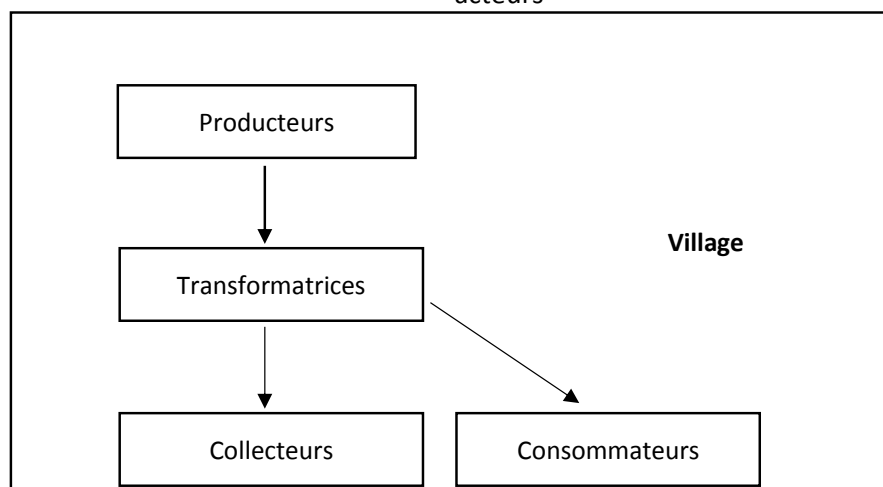 acteurs
Producteurs
Village
Transformatrices
Collecteurs
Consommateurs